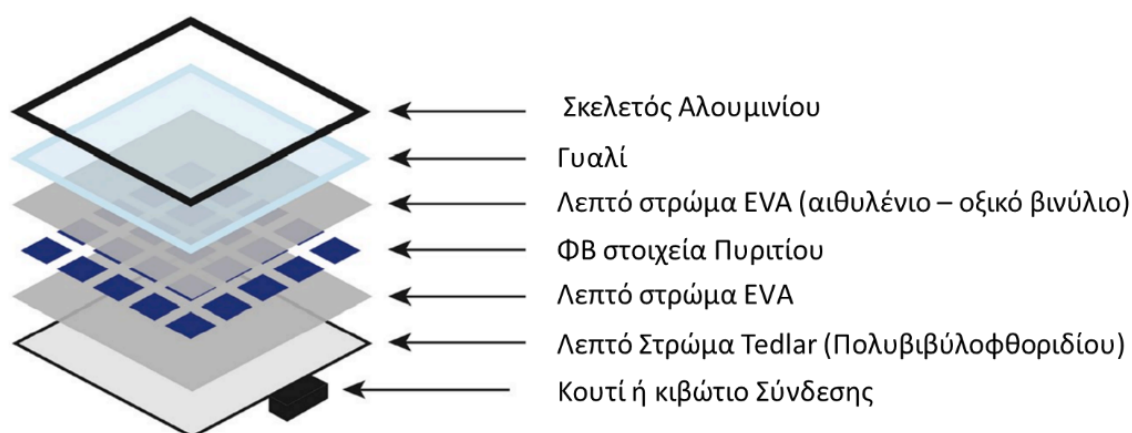 Σκελετός Αλουμινίου
Γυαλί
Λεπτό στρώμα EVA (αιθυλένιο – οξικό βινύλιο)
ΦΒ στοιχεία Πυριτίου
Λεπτό στρώμα EVA
Λεπτό Στρώμα Tedlar (Πολυβιβύλοφθοριδίου)
Κουτί ή κιβώτιο Σύνδεσης